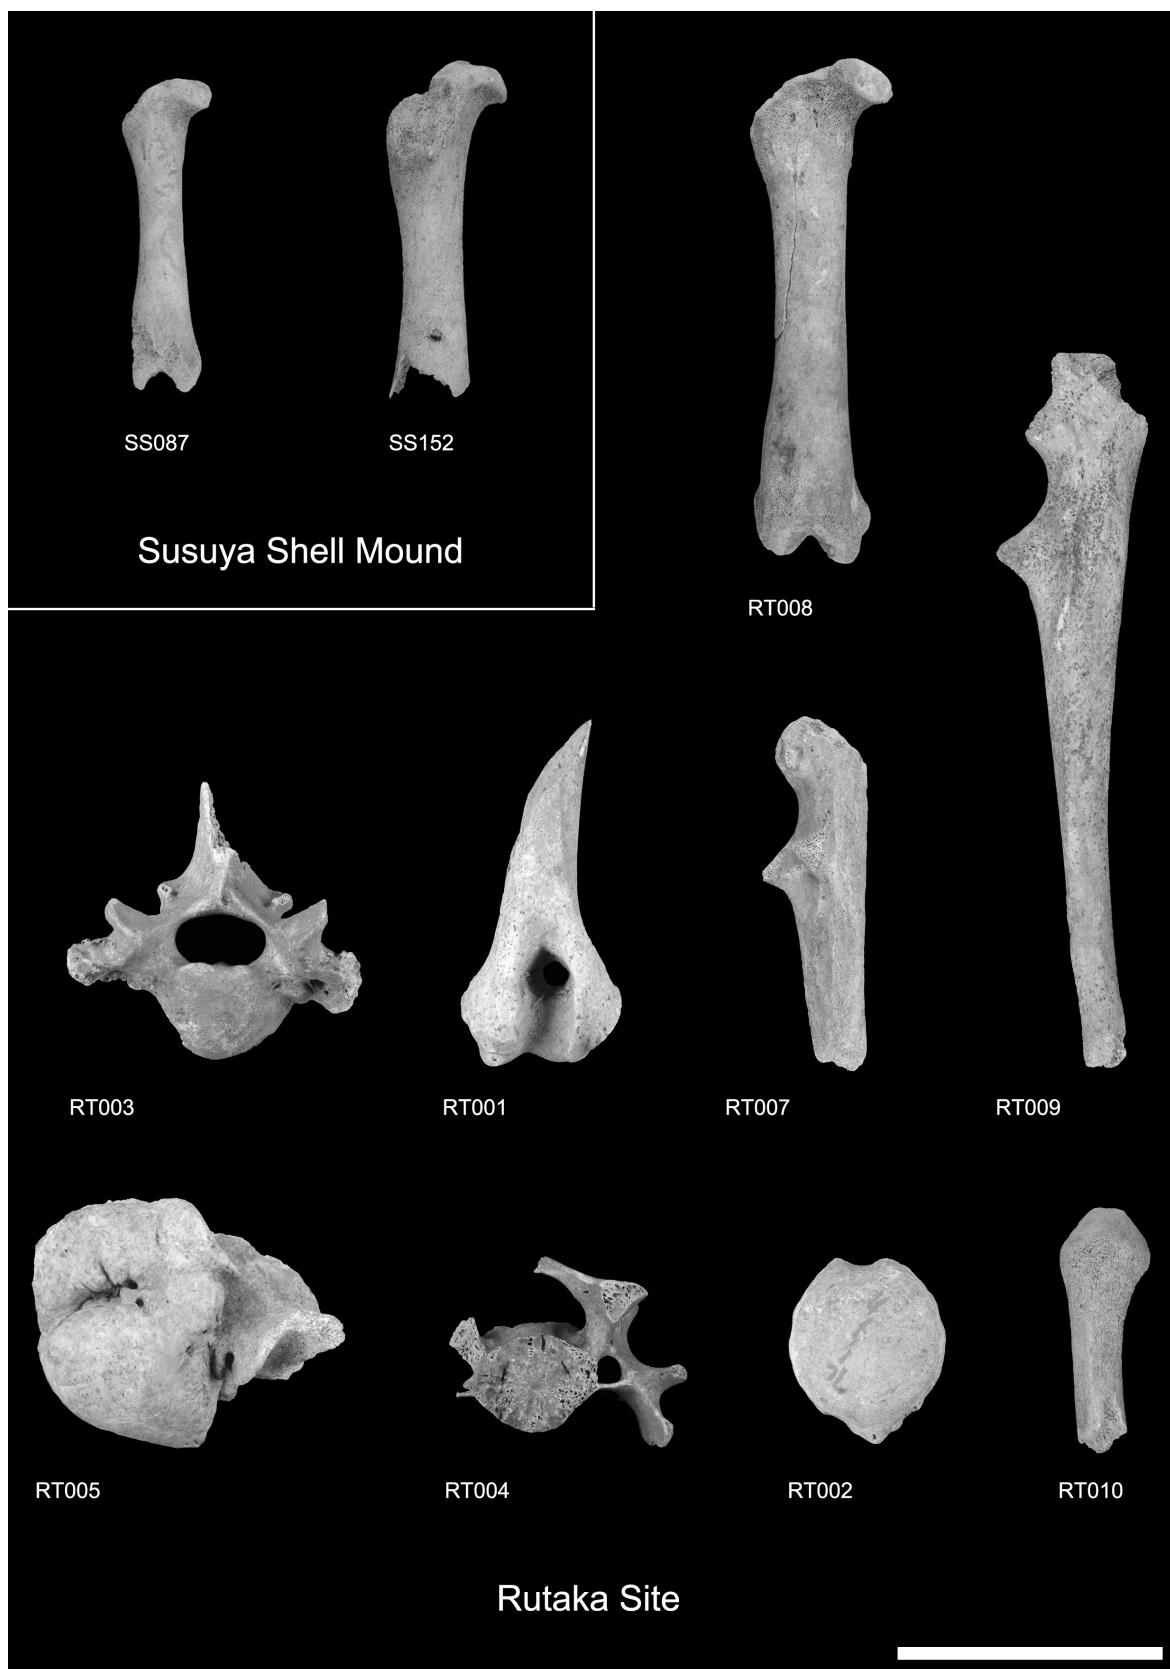 SS087
SS152
Susuya Shell Mound
RT008
RT003
RT001
RT007
RT009
RT005
RT004
RT002
RT010
Rutaka Site